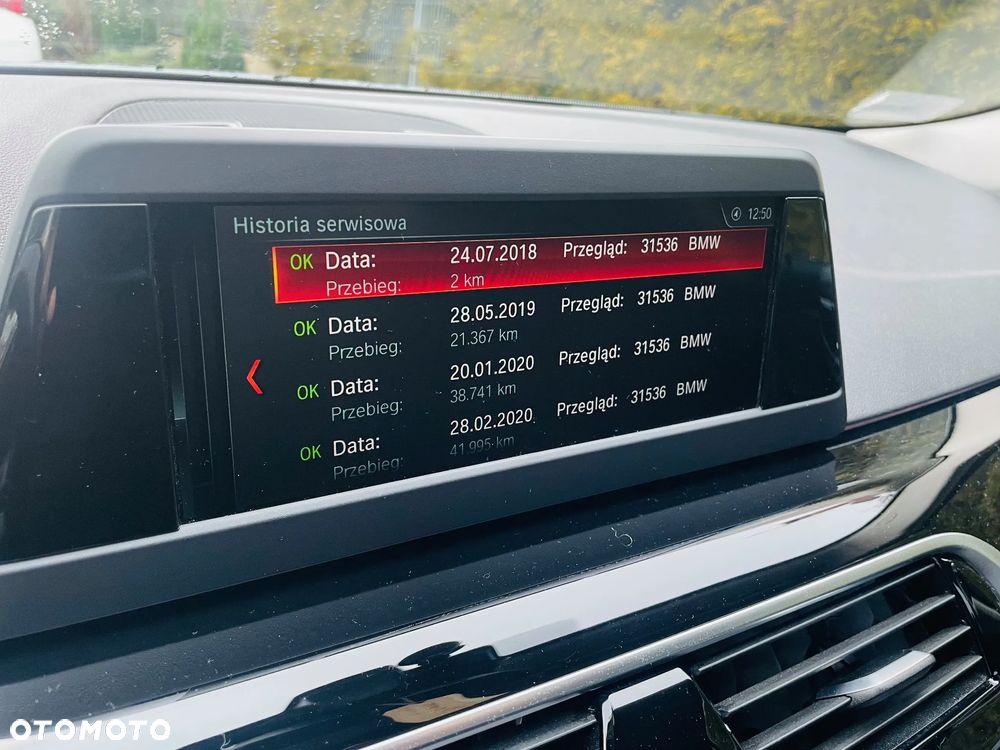 Historia serwisowa
12:50
OK Data: 24.07.2018 Przegląd: 31536 BMW
Przebieg: 2 km
OK Data: 28.05.2019 Przegląd: 31536 BMW
Przebieg: 21.367 km
OK Data: 20.01.2020 Przegląd: 31536 BMW
Przebieg: 38.741 km
OK Data: 28.02.2020 Przegląd: 31536 BMW
Przebieg: 41.995 km
OTOMOTO